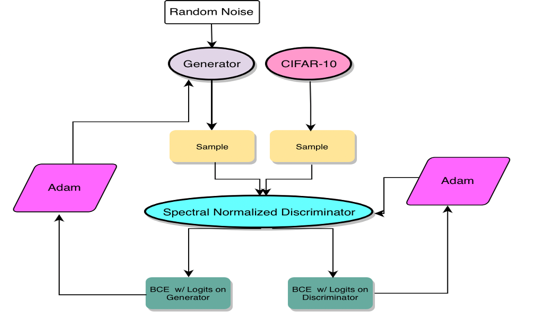 Random Noise
Generator
CIFAR-10
Sample
Sample
Adam
Adam
Spectral Normalized Discriminator
BCE w/ Logits on
Generator
BCE w/ Logits on
Discriminator